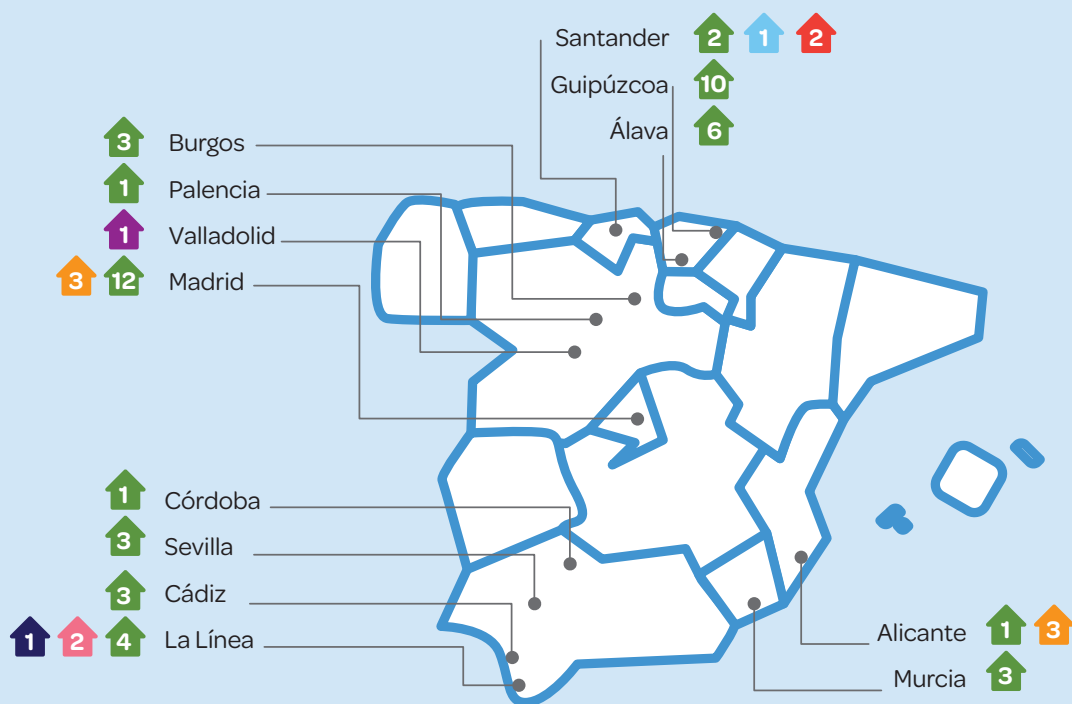 Santander 2 1 2
Guipúzcoa 10
Álava 6
3 Burgos
1 Palencia
1 Valladolid
3 12 Madrid
1 Córdoba
3 Sevilla
3 Cádiz
1 2 4 La Línea
Alicante 1 3
Murcia 3